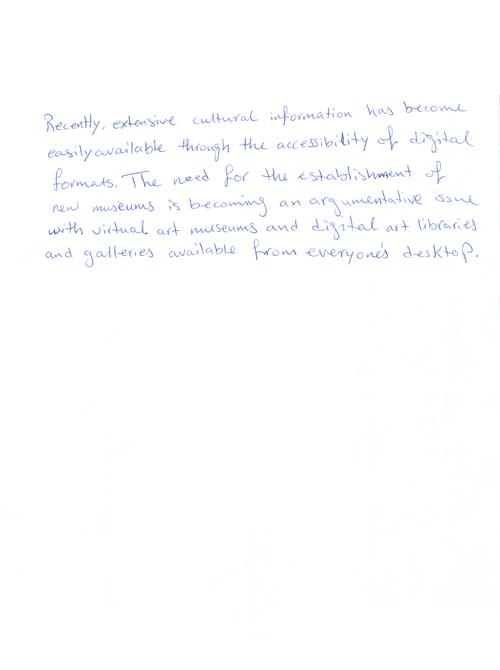 Recently, extensive cultural information has become
easily available through the accessibility of digital
formats. The need for the establishment of
new museums is becoming an argumentative issue
with virtual art museums and digital art libraries
and galleries available from everyone's desktop.